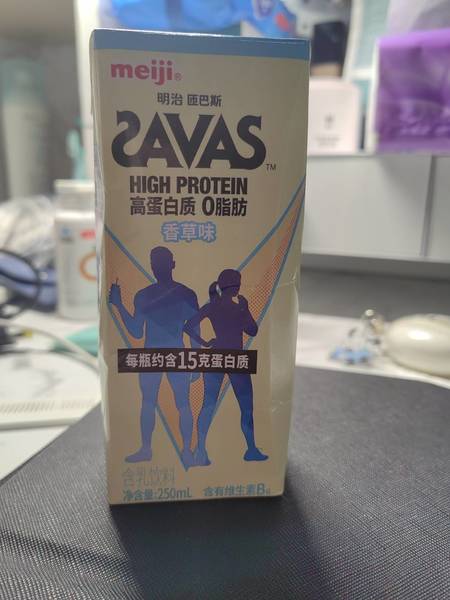 meiji®
明治 匝巴斯
SAVAS™
HIGH PROTEIN
高蛋白质 0脂肪
香草味
每瓶约含15克蛋白质
含乳饮料
净含量:250mL 含有维生素B₆